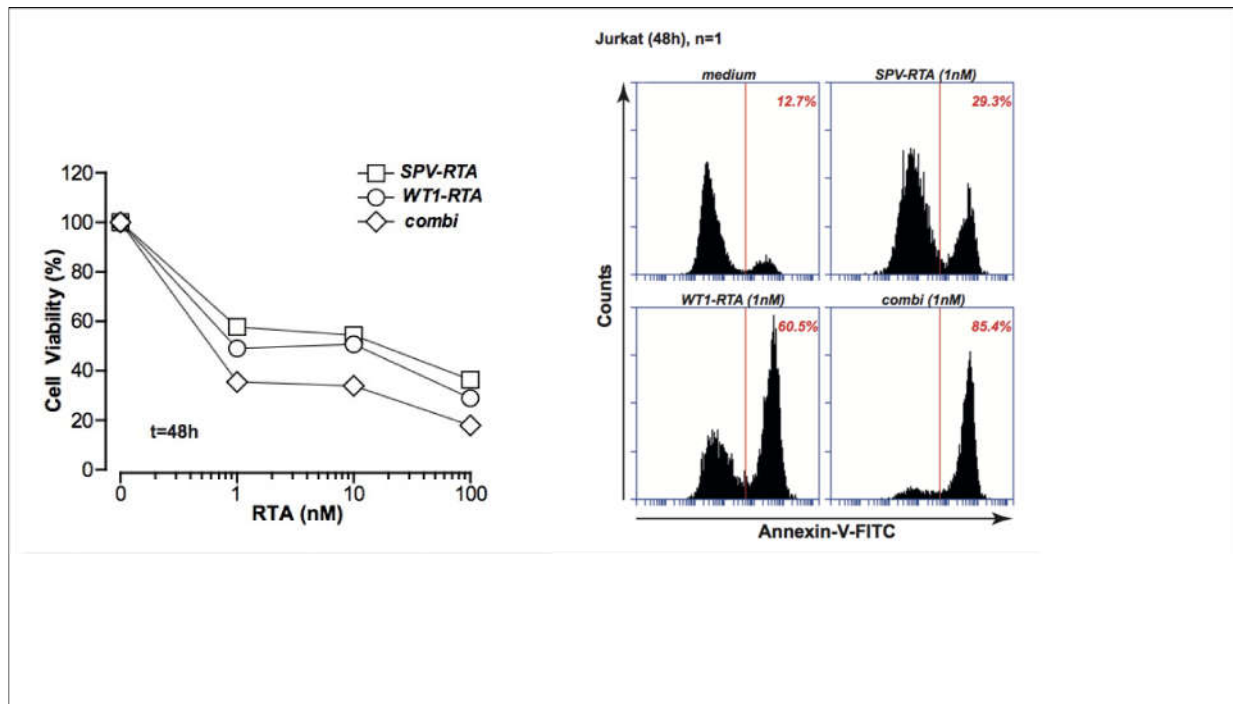 Jurkat (48h), n=1
medium
12.7%
SPV-RTA (1nM)
29.3%
WT1-RTA (1nM)
60.5%
combi (1nM)
85.4%
Counts
Annexin-V-FITC
SPV-RTA
WT1-RTA
combi
120
100
80
60
40
20
0
Cell Viability (%)
t=48h
0 1 10 100
RTA (nM)